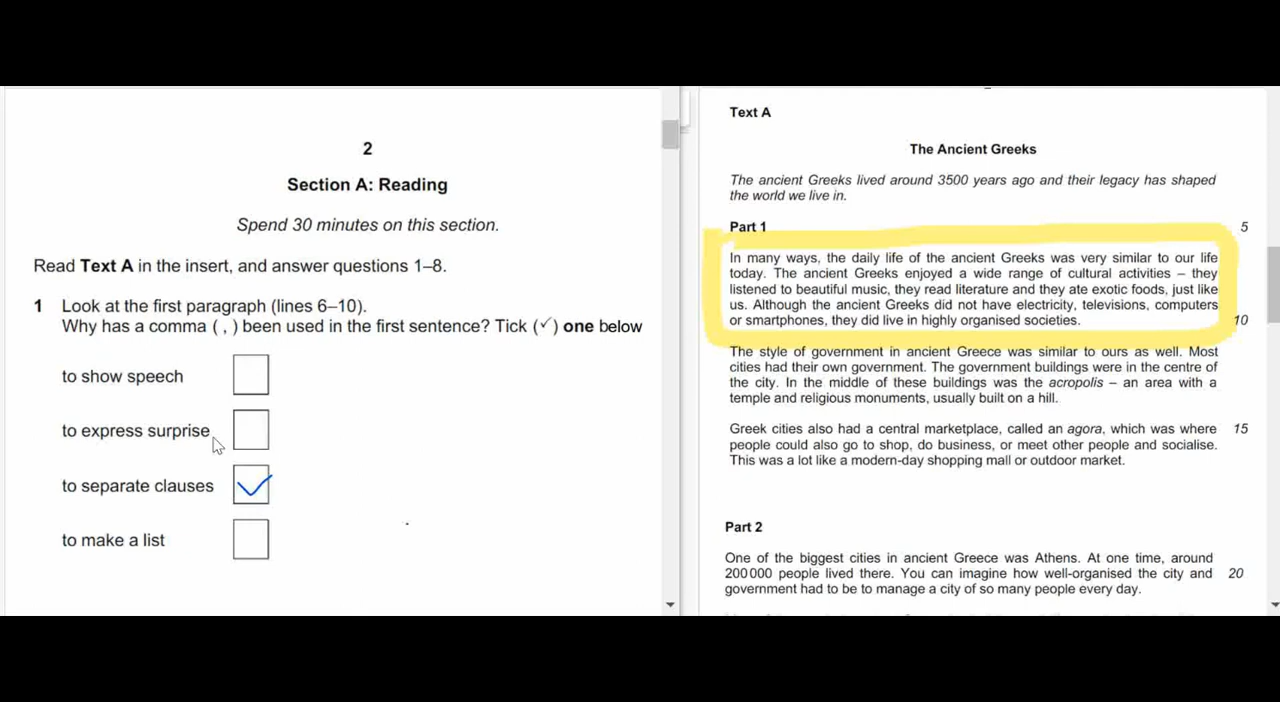 2
Section A: Reading
Spend 30 minutes on this section.
Read Text A in the insert, and answer questions 1–8.
1 Look at the first paragraph (lines 6–10).
Why has a comma ( , ) been used in the first sentence? Tick (✓) one below
to show speech
to express surprise
to separate clauses
to make a list
Text A
The Ancient Greeks
The ancient Greeks lived around 3500 years ago and their legacy has shaped
the world we live in.
Part 1 5
In many ways, the daily life of the ancient Greeks was very similar to our life
today. The ancient Greeks enjoyed a wide range of cultural activities – they
listened to beautiful music, they read literature and they ate exotic foods, just like
us. Although the ancient Greeks did not have electricity, televisions, computers
or smartphones, they did live in highly organised societies. 10
The style of government in ancient Greece was similar to ours as well. Most
cities had their own government. The government buildings were in the centre of
the city. In the middle of these buildings was the acropolis – an area with a
temple and religious monuments, usually built on a hill.
Greek cities also had a central marketplace, called an agora, which was where 15
people could also go to shop, do business, or meet other people and socialise.
This was a lot like a modern-day shopping mall or outdoor market.
Part 2
One of the biggest cities in ancient Greece was Athens. At one time, around
200 000 people lived there. You can imagine how well-organised the city and 20
government had to be to manage a city of so many people every day.